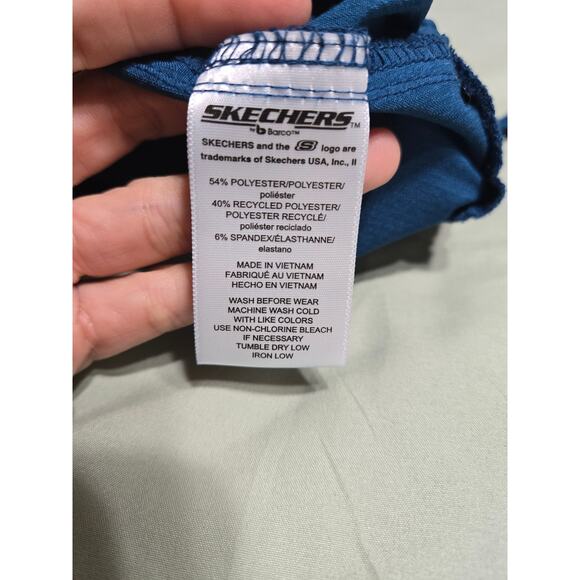 SKECHERS™
by b Barco™
SKECHERS and the S logo are
trademarks of Skechers USA, Inc., II
54% POLYESTER/POLYESTER/
poliéster
40% RECYCLED POLYESTER/
POLYESTER RECYCLÉ/
poliéster reciclado
6% SPANDEX/ÉLASTHANNE/
elastano
MADE IN VIETNAM
FABRIQUÉ AU VIETNAM
HECHO EN VIETNAM
WASH BEFORE WEAR
MACHINE WASH COLD
WITH LIKE COLORS
USE NON-CHLORINE BLEACH
IF NECESSARY
TUMBLE DRY LOW
IRON LOW